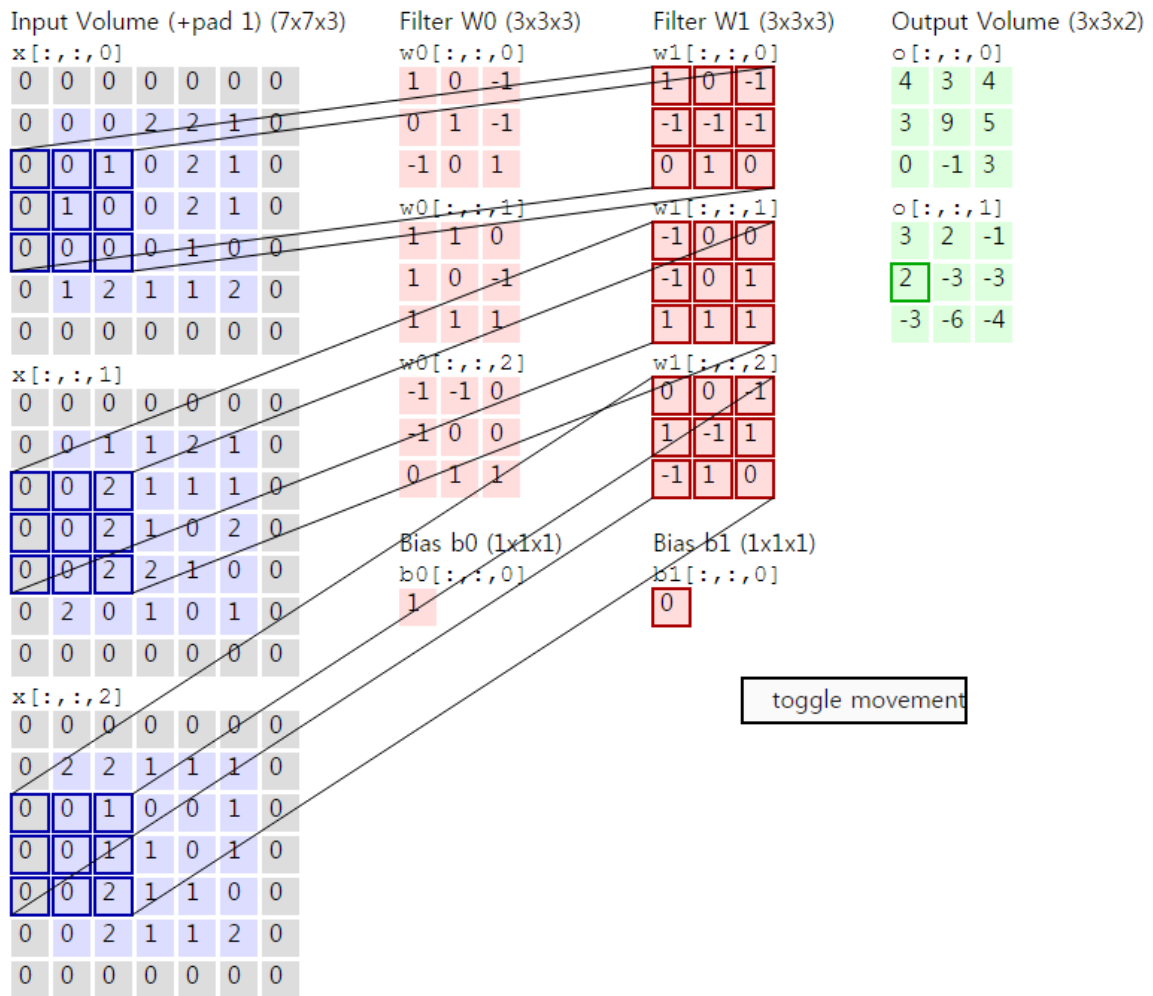 Input Volume (+pad 1) (7x7x3) Filter W0 (3x3x3) Filter W1 (3x3x3) Output Volume (3x3x2)
x[:,:,0] w0[:,:,0] w1[:,:,0] o[:,:,0]
0 0 0 0 0 0 0 1 0 -1 1 0 -1 4 3 4
0 0 0 2 2 1 0 0 1 -1 -1 -1 -1 3 9 5
0 0 1 0 2 1 0 -1 0 1 0 1 0 0 -1 3
0 1 0 0 2 1 0 w0[:,:,1] w1[:,:,1] o[:,:,1]
0 0 0 0 1 0 0 1 1 0 -1 0 0 3 2 -1
0 1 2 1 1 2 0 1 0 -1 -1 0 1 2 -3 -3
0 0 0 0 0 0 0 1 1 1 1 1 1 -3 -6 -4
x[:,:,1] w0[:,:,2] w1[:,:,2]
0 0 0 0 0 0 0 -1 -1 0 0 0 -1
0 0 1 1 2 1 0 -1 0 0 1 -1 1
0 0 2 1 1 1 0 0 1 1 -1 1 0
0 0 2 1 0 2 0 Bias b0 (1x1x1) Bias b1 (1x1x1)
0 0 2 2 1 0 0 b0[:,:,0] b1[:,:,0]
0 2 0 1 0 1 0 1 0
0 0 0 0 0 0 0
x[:,:,2] toggle movement
0 0 0 0 0 0 0
0 2 2 1 1 1 0
0 0 1 0 0 1 0
0 0 1 1 0 1 0
0 0 2 1 1 0 0
0 0 2 1 1 2 0
0 0 0 0 0 0 0